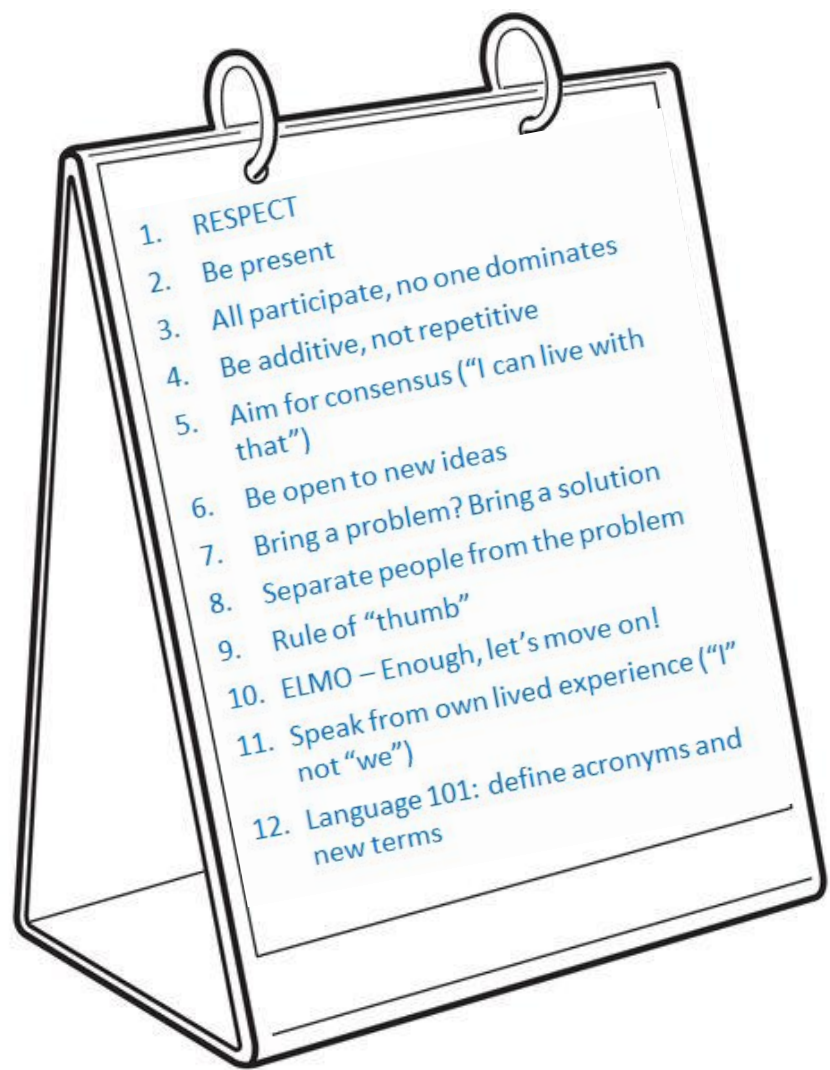 1. RESPECT
2. Be present
3. All participate, no one dominates
4. Be additive, not repetitive
5. Aim for consensus (“I can live with
that”)
6. Be open to new ideas
7. Bring a problem? Bring a solution
8. Separate people from the problem
9. Rule of “thumb”
10. ELMO – Enough, let’s move on!
11. Speak from own lived experience (“I”
not “we”)
12. Language 101: define acronyms and
new terms